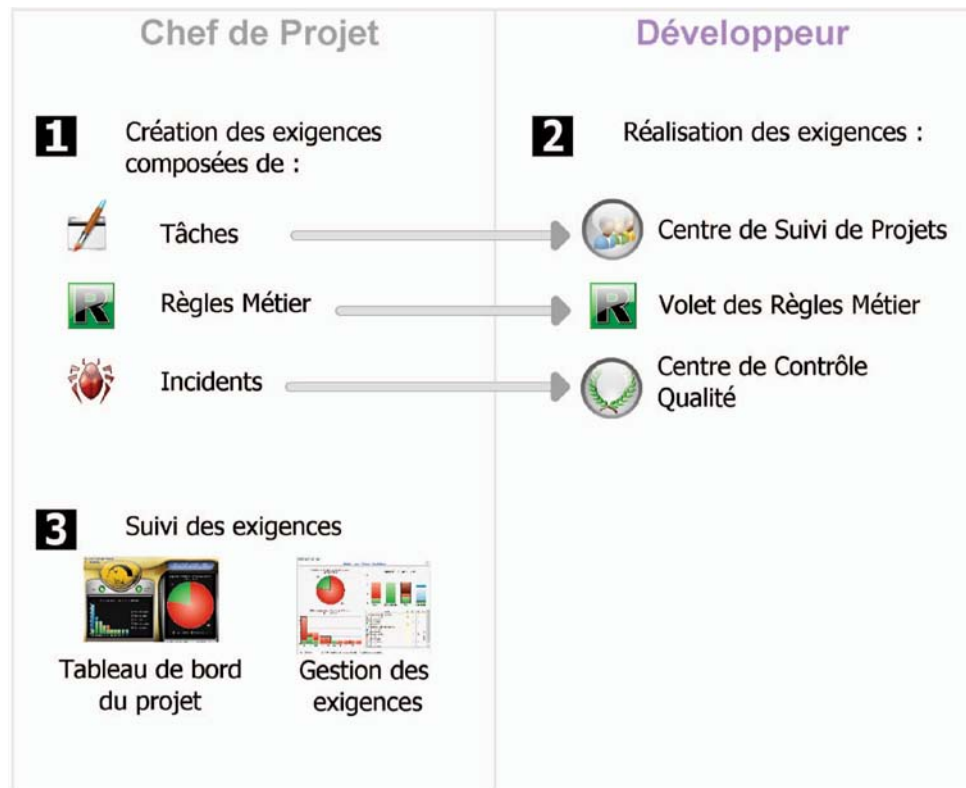 Chef de Projet
Développeur
1
Création des exigences
composées de :
Tâches
R
Règles Métier
Incidents
2
Réalisation des exigences :
Centre de Suivi de Projets
R
Volet des Règles Métier
Centre de Contrôle
Qualité
3
Suivi des exigences
Tableau de bord
du projet
Gestion des
exigences